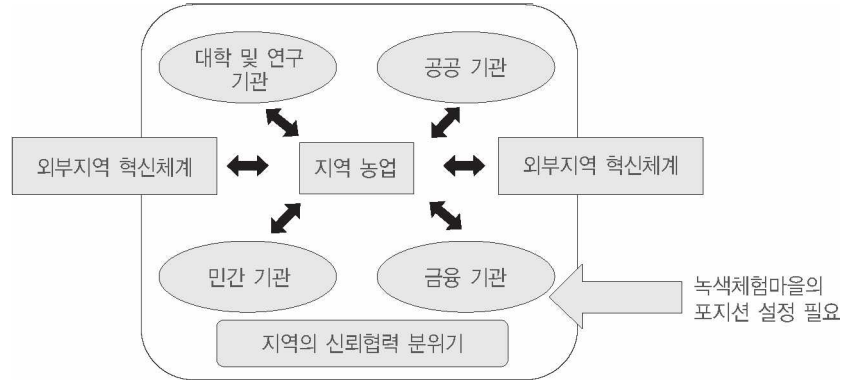 대학 및 연구
기관
공공 기관
외부지역 혁신체계
지역 농업
외부지역 혁신체계
민간 기관
금융 기관
녹색체험마을의
포지션 설정 필요
지역의 신뢰협력 분위기